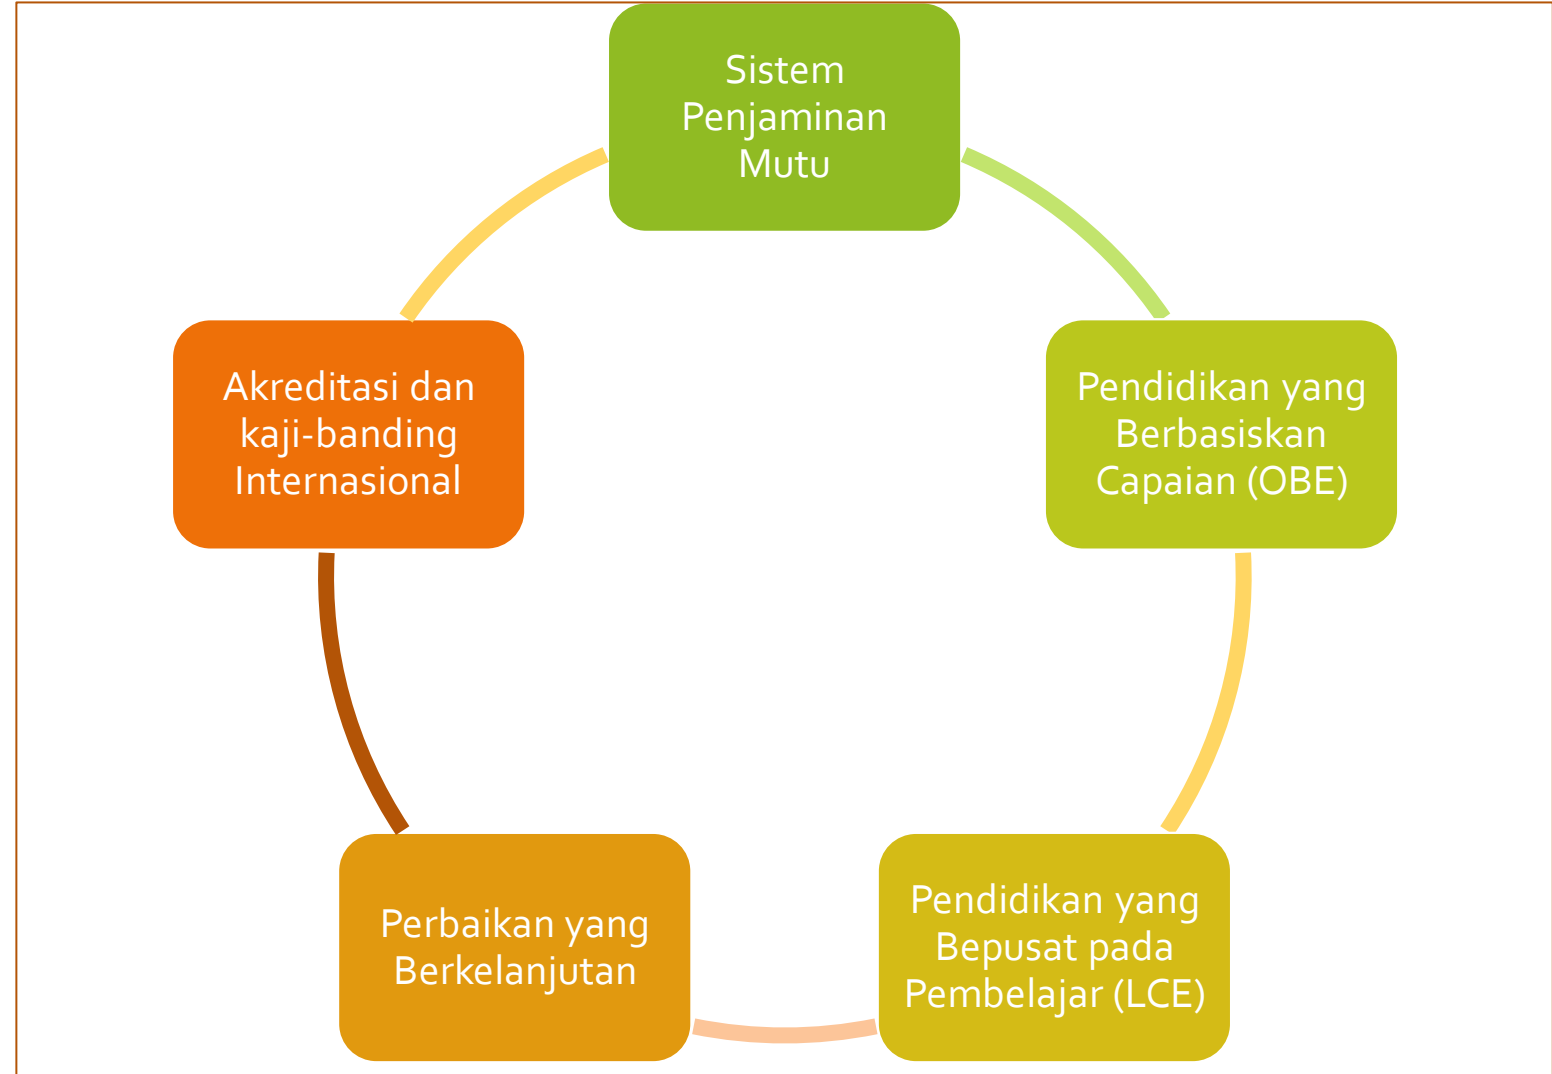 Sistem
Penjaminan
Mutu
Pendidikan yang
Berbasiskan
Capaian (OBE)
Pendidikan yang
Bepusat pada
Pembelajar (LCE)
Perbaikan yang
Berkelanjutan
Akreditasi dan
kaji-banding
Internasional